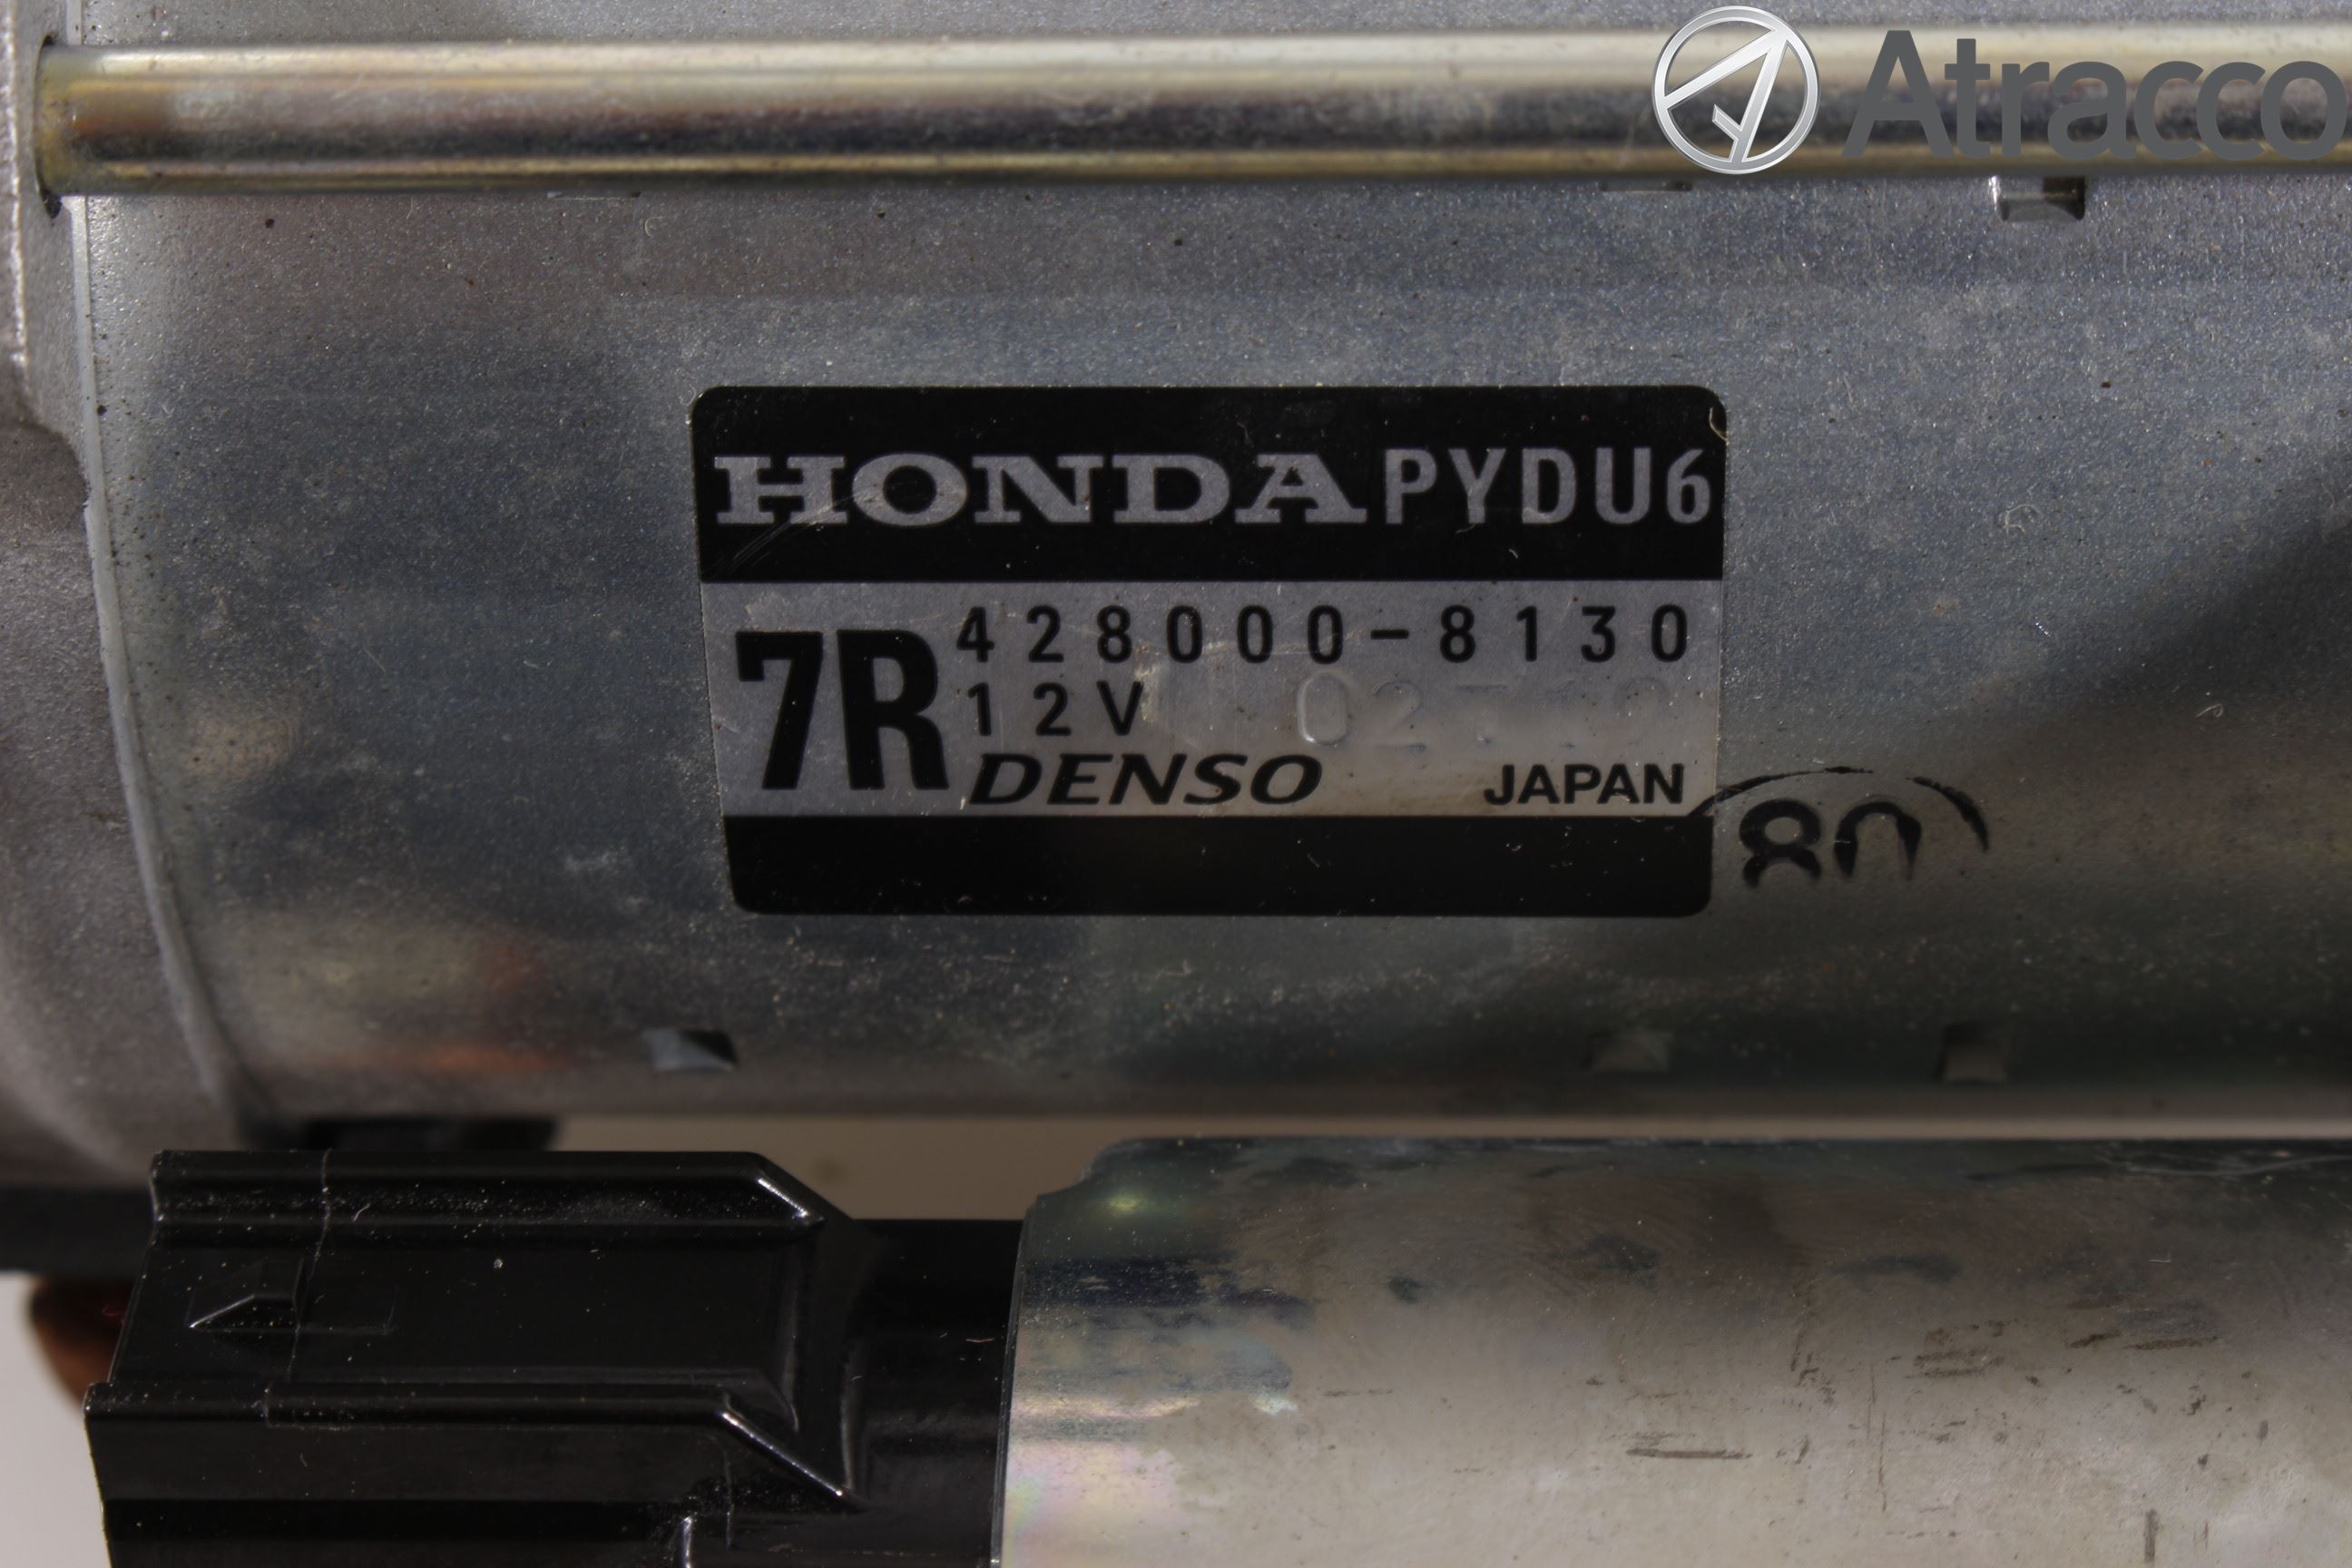 Atracco
HONDA PYDU6
7R
428000-8130
12V
DENSO JAPAN
80